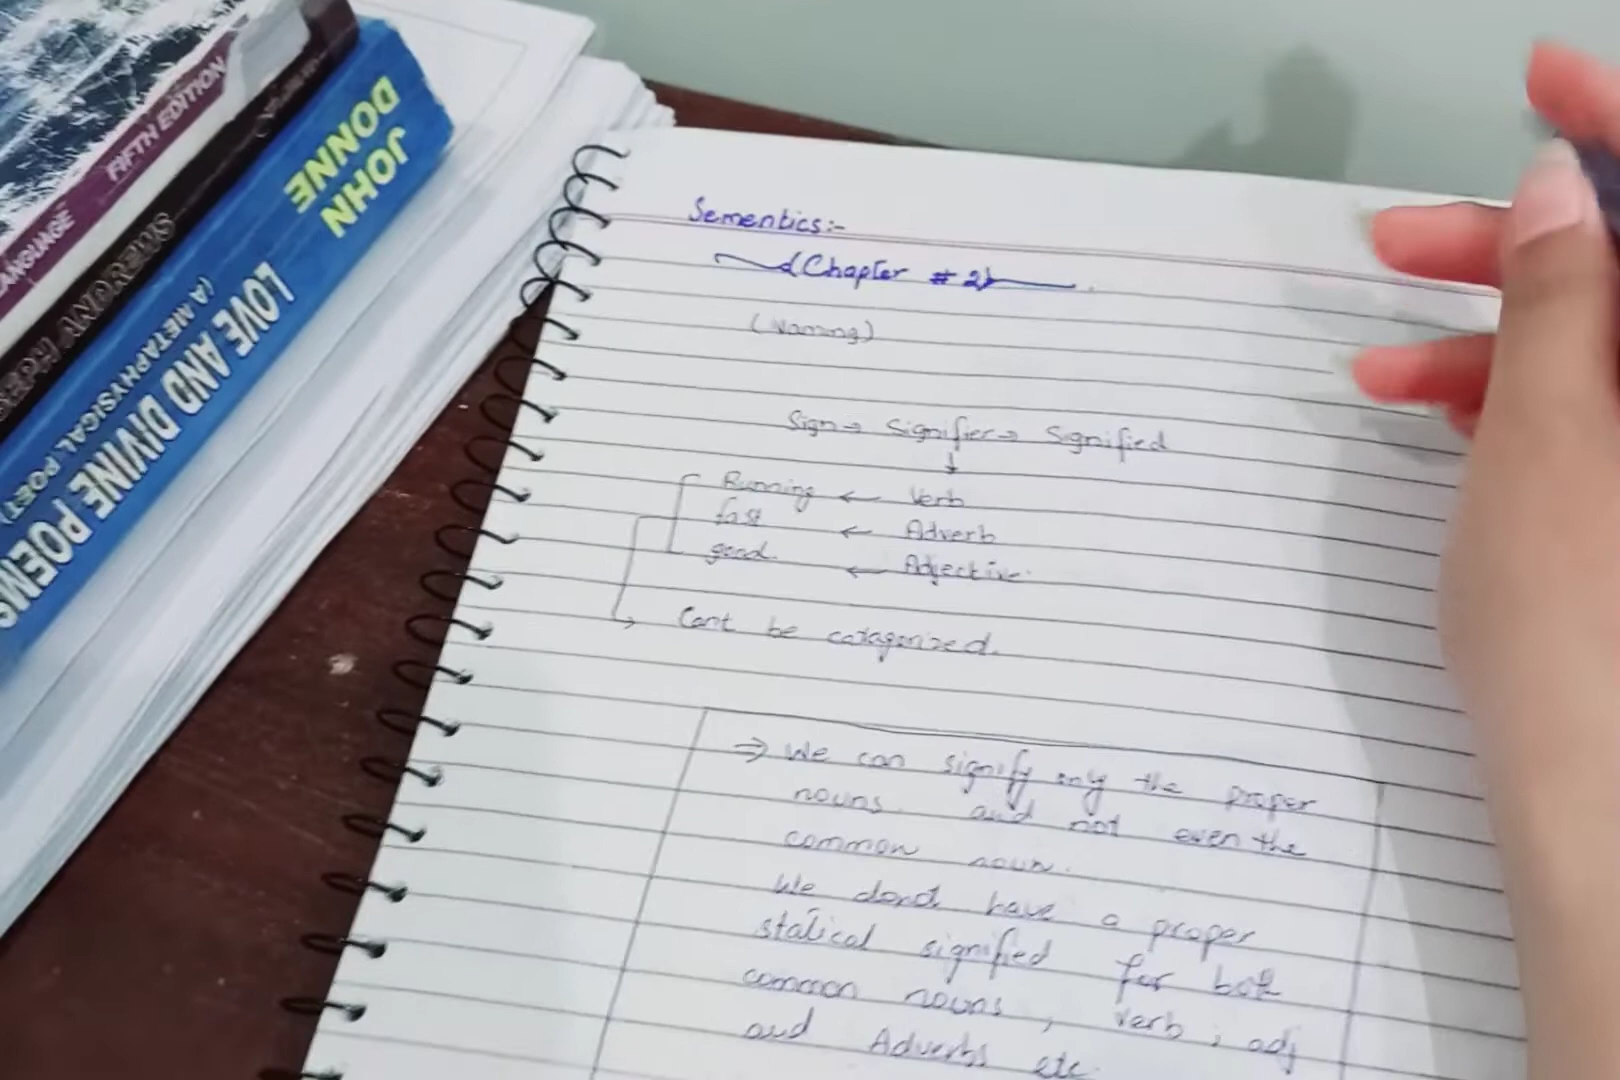 FIFTH EDITION
LANGUAGE
JOHN
DONNE
LOVE AND DIVINE POEMS
(A METAPHYSICAL POET)
Sementics:-
(Chapter # 2)
(Naming)
Sign → Signifier → Signified
↓
Running ← Verb
fast ← Adverb
good ← Adjective.
Cant be catagorized.
⇒ We can signify only the proper
nouns and not even the
common noun.
We dond have a proper
statical signified for both
common nouns, verb, adj
and Adverbs etc.